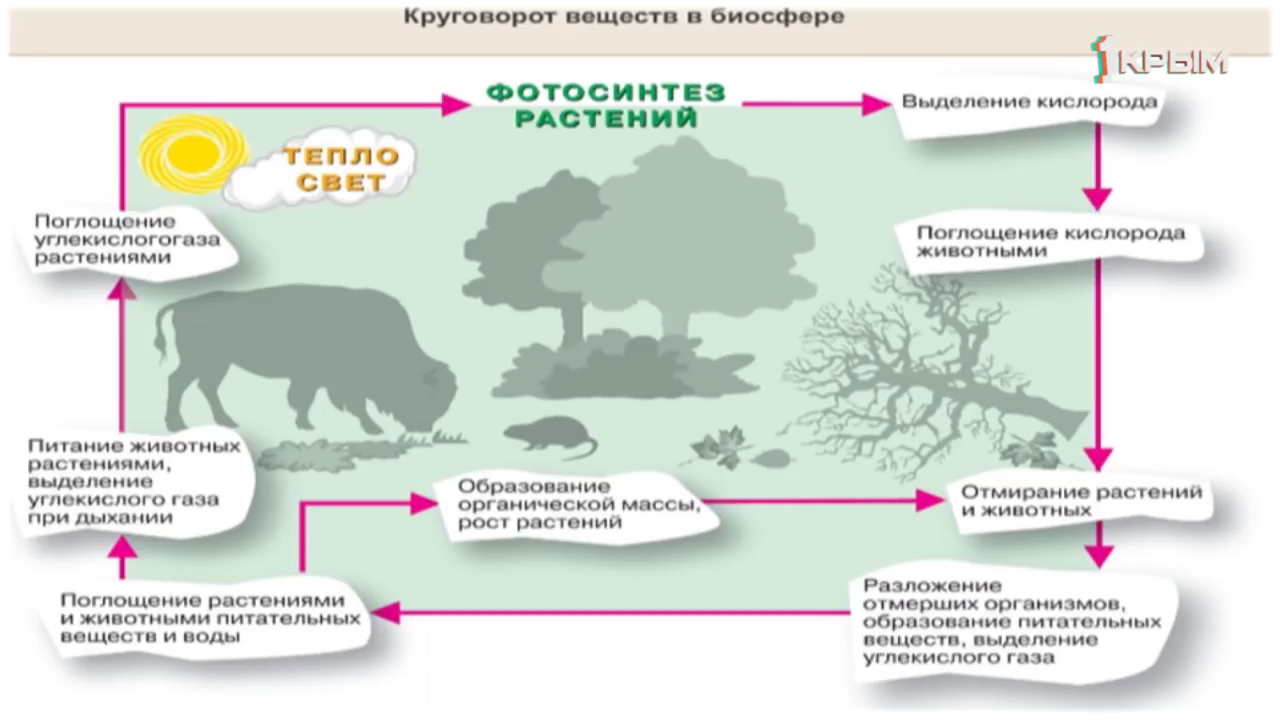 Круговорот веществ в биосфере
1КРЫМ
ФОТОСИНТЕЗ
РАСТЕНИЙ
Выделение кислорода
ТЕПЛО
СВЕТ
Поглощение
углекислогогаза
растениями
Поглощение кислорода
животными
Питание животных
растениями,
выделение
углекислого газа
при дыхании
Образование
органической массы,
рост растений
Отмирание растений
и животных
Поглощение растениями
и животными питательных
веществ и воды
Разложение
отмерших организмов,
образование питательных
веществ, выделение
углекислого газа